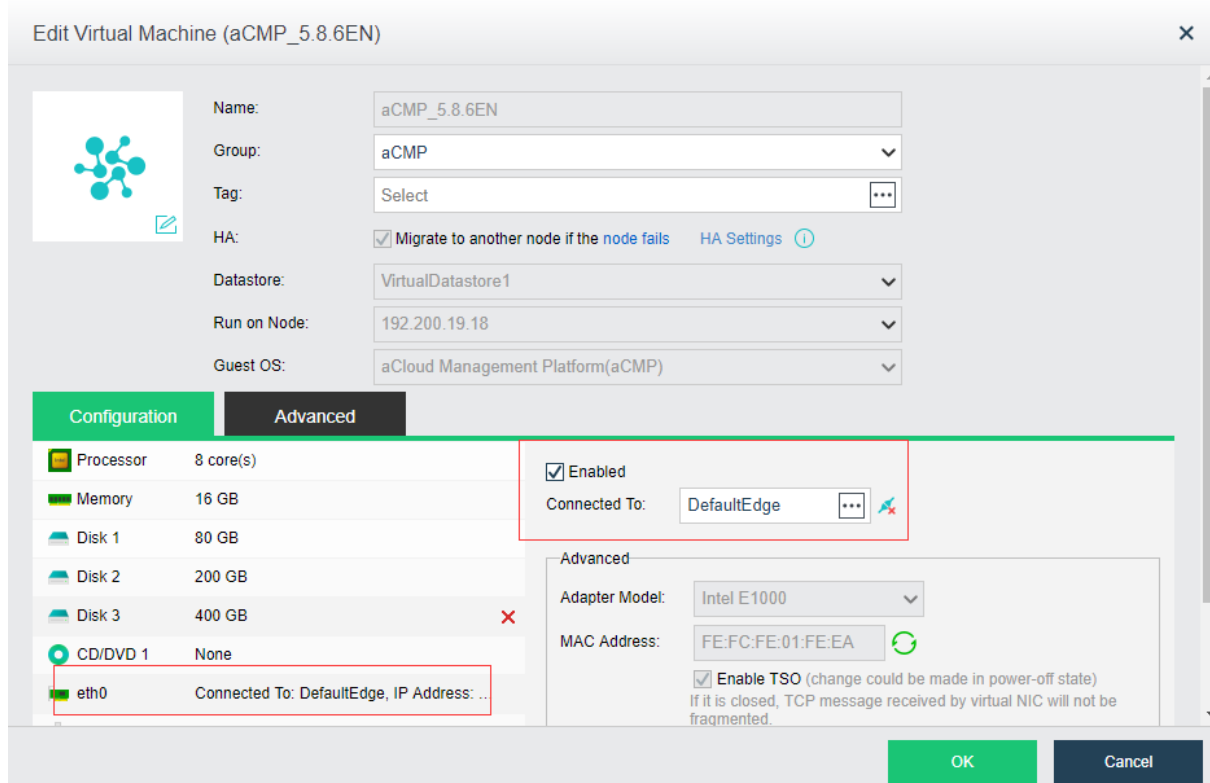 Edit Virtual Machine (aCMP_5.8.6EN)
Name: aCMP_5.8.6EN
Group: aCMP
Tag: Select
HA: Migrate to another node if the node fails HA Settings
Datastore: VirtualDatastore1
Run on Node: 192.200.19.18
Guest OS: aCloud Management Platform(aCMP)
Configuration Advanced
Processor 8 core(s)
Memory 16 GB
Disk 1 80 GB
Disk 2 200 GB
Disk 3 400 GB
CD/DVD 1 None
eth0 Connected To: DefaultEdge, IP Address: ...
Enabled
Connected To: DefaultEdge
Advanced
Adapter Model: Intel E1000
MAC Address: FE:FC:FE:01:FE:EA
Enable TSO (change could be made in power-off state)
If it is closed, TCP message received by virtual NIC will not be
fragmented.
OK Cancel